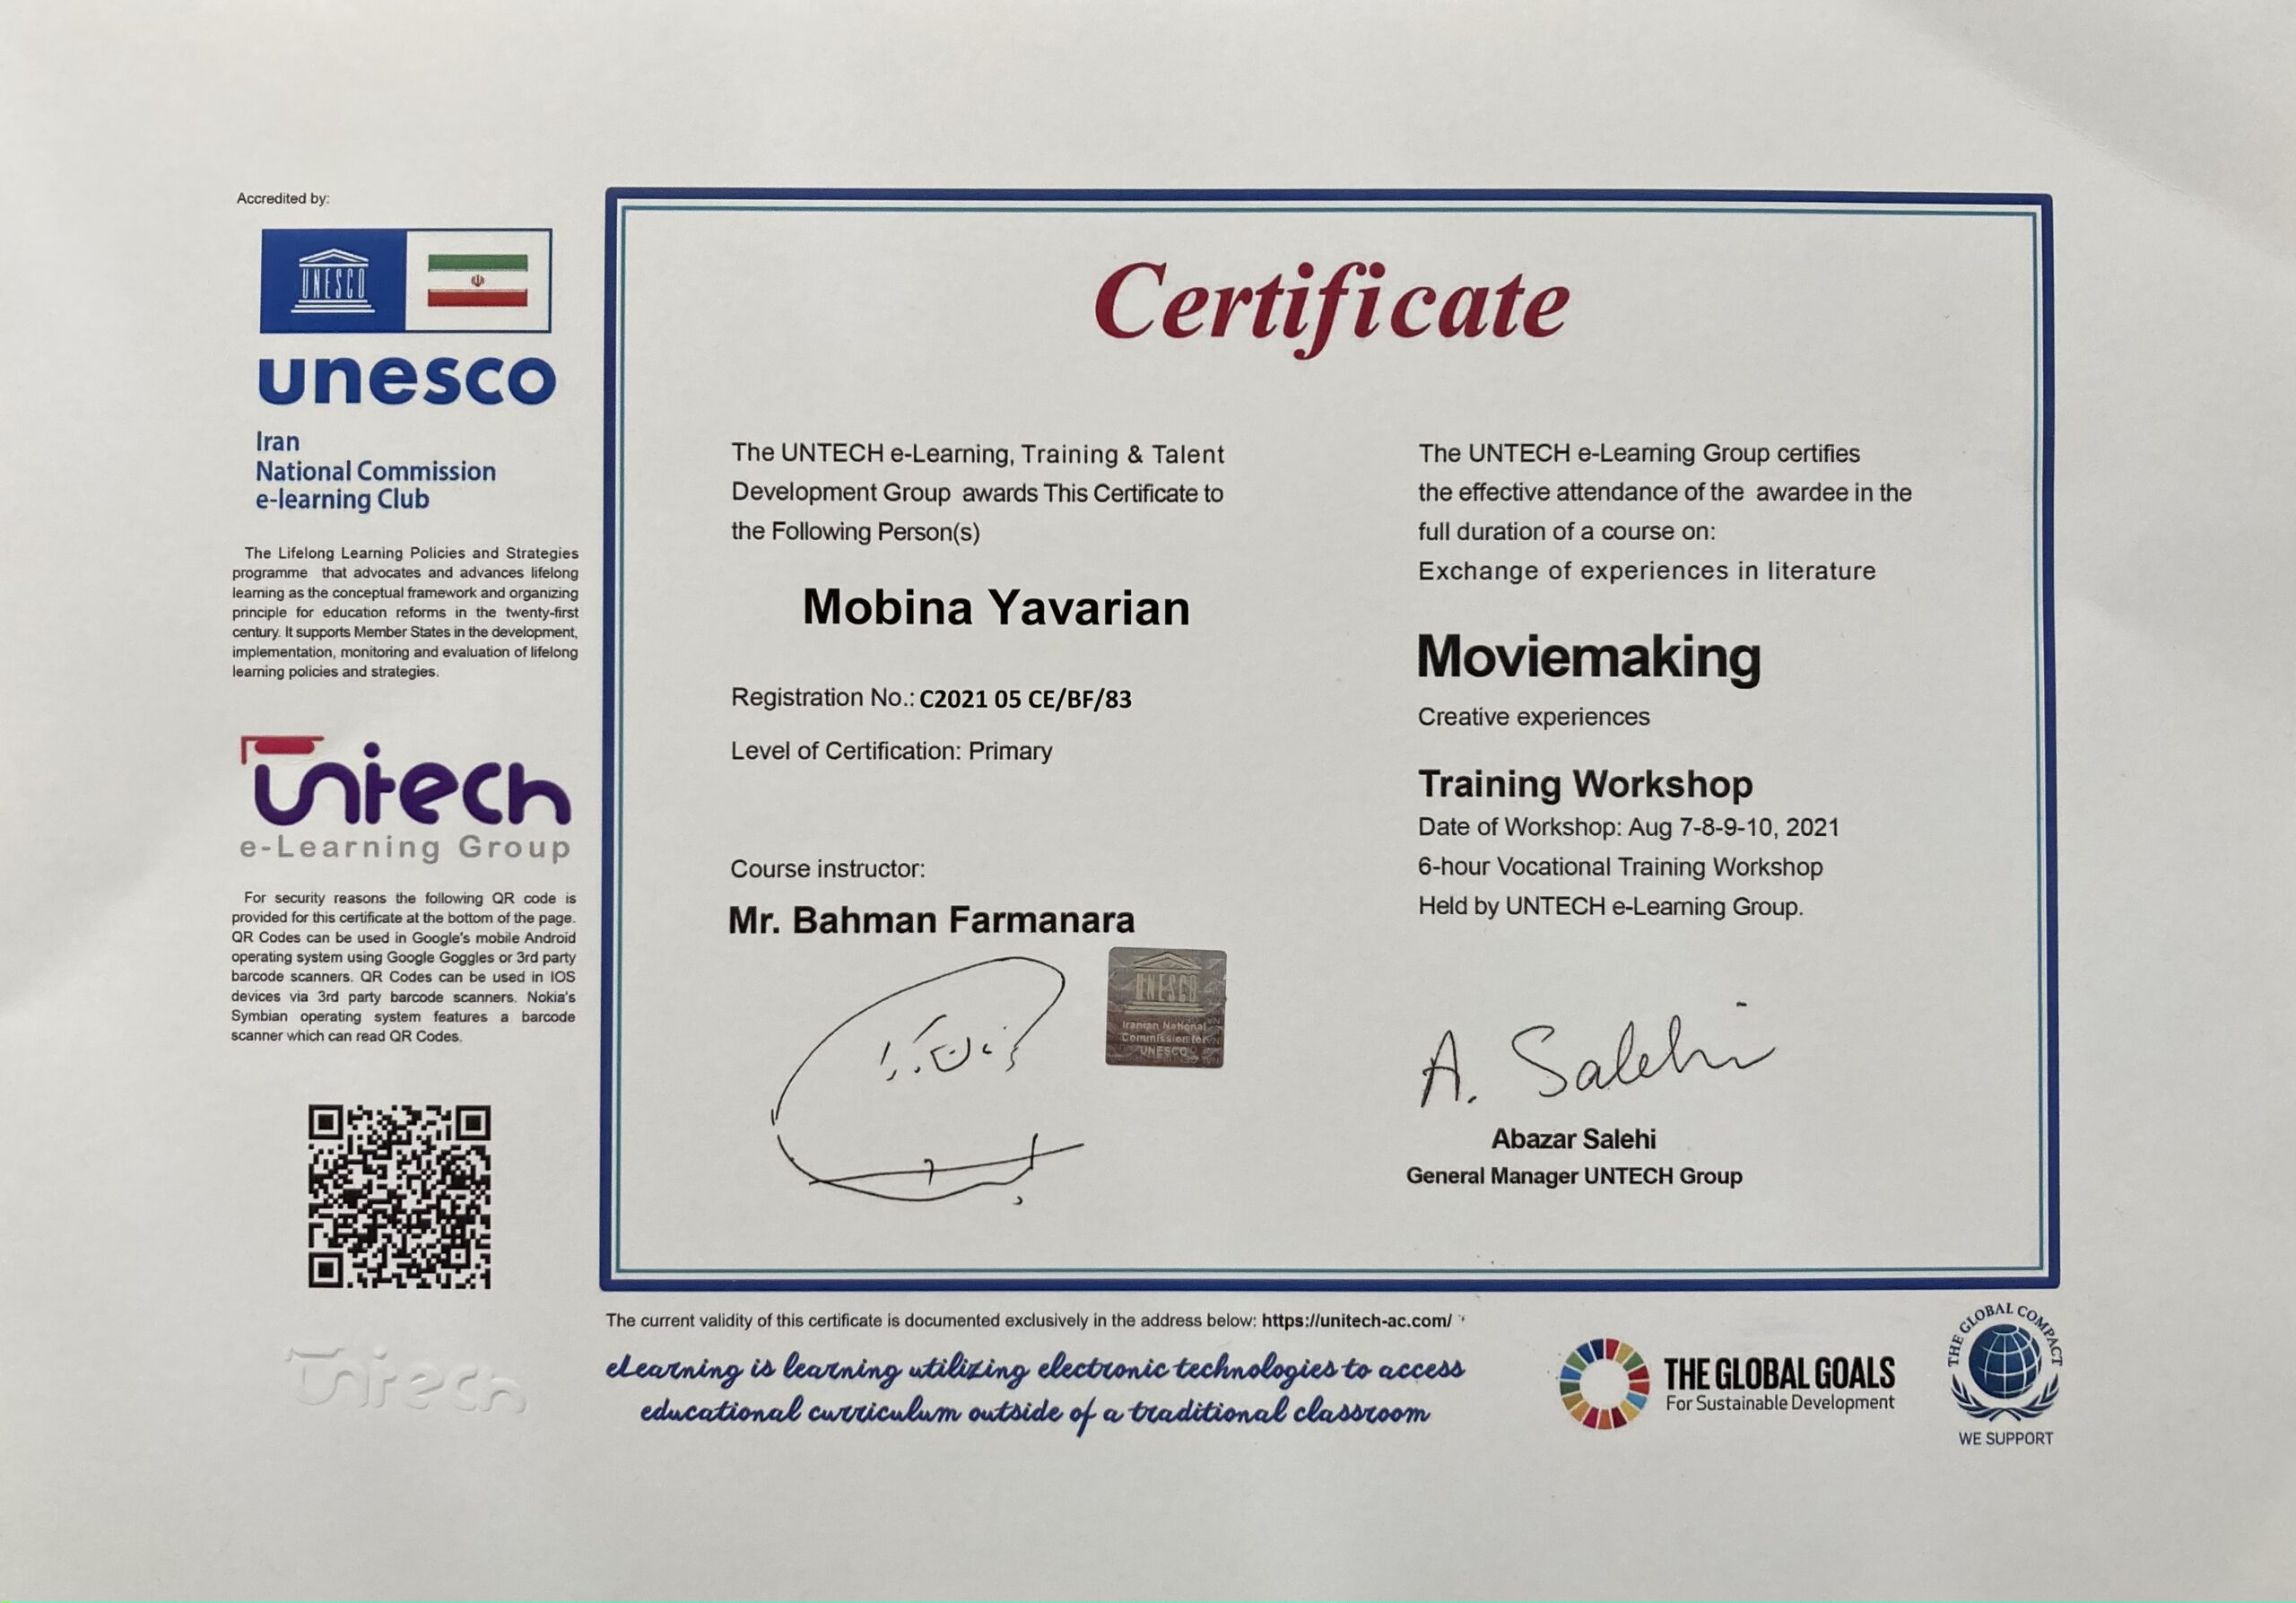 Accredited by:
UNESCO
unesco
Iran
National Commission
e-learning Club
The Lifelong Learning Policies and Strategies
programme that advocates and advances lifelong
learning as the conceptual framework and organizing
principle for education reforms in the twenty-first
century. It supports Member States in the development,
implementation, monitoring and evaluation of lifelong
learning policies and strategies.
Untech
e-Learning Group
For security reasons the following QR code is
provided for this certificate at the bottom of the page.
QR Codes can be used in Google's mobile Android
operating system using Google Goggles or 3rd party
barcode scanners. QR Codes can be used in IOS
devices via 3rd party barcode scanners. Nokia's
Symbian operating system features a barcode
scanner which can read QR Codes.
Untech
Certificate
The UNTECH e-Learning, Training & Talent
Development Group awards This Certificate to
the Following Person(s)
Mobina Yavarian
Registration No.: C2021 05 CE/BF/83
Level of Certification: Primary
Course instructor:
Mr. Bahman Farmanara
UNESCO
Iranian National
Commission for
UNESCO
The UNTECH e-Learning Group certifies
the effective attendance of the awardee in the
full duration of a course on:
Exchange of experiences in literature
Moviemaking
Creative experiences
Training Workshop
Date of Workshop: Aug 7-8-9-10, 2021
6-hour Vocational Training Workshop
Held by UNTECH e-Learning Group.
A. Salehi
Abazar Salehi
General Manager UNTECH Group
The current validity of this certificate is documented exclusively in the address below: https://unitech-ac.com/
eLearning is learning utilizing electronic technologies to access
educational curriculum outside of a traditional classroom
THE GLOBAL GOALS
For Sustainable Development
THE GLOBAL COMPACT
WE SUPPORT